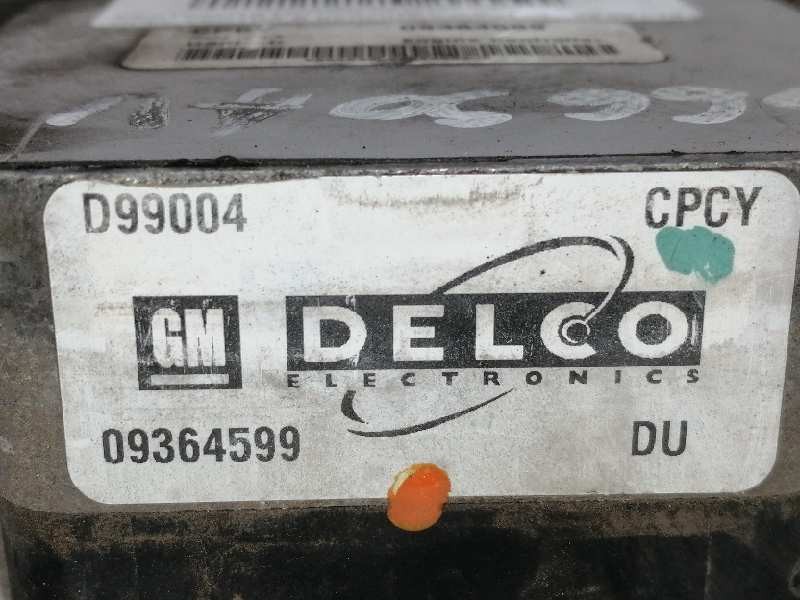 D99004 CPCY
GM DELCO
ELECTRONICS
09364599 DU